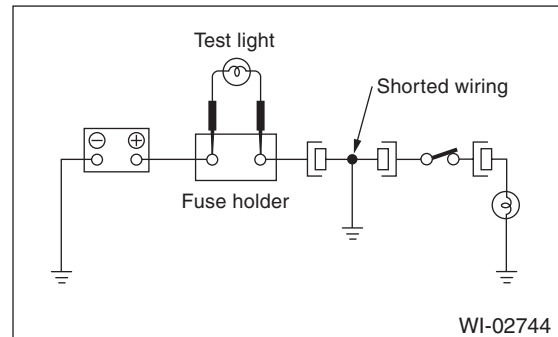 Test light
Shorted wiring
⊖ ⊕
Fuse holder
WI-02744